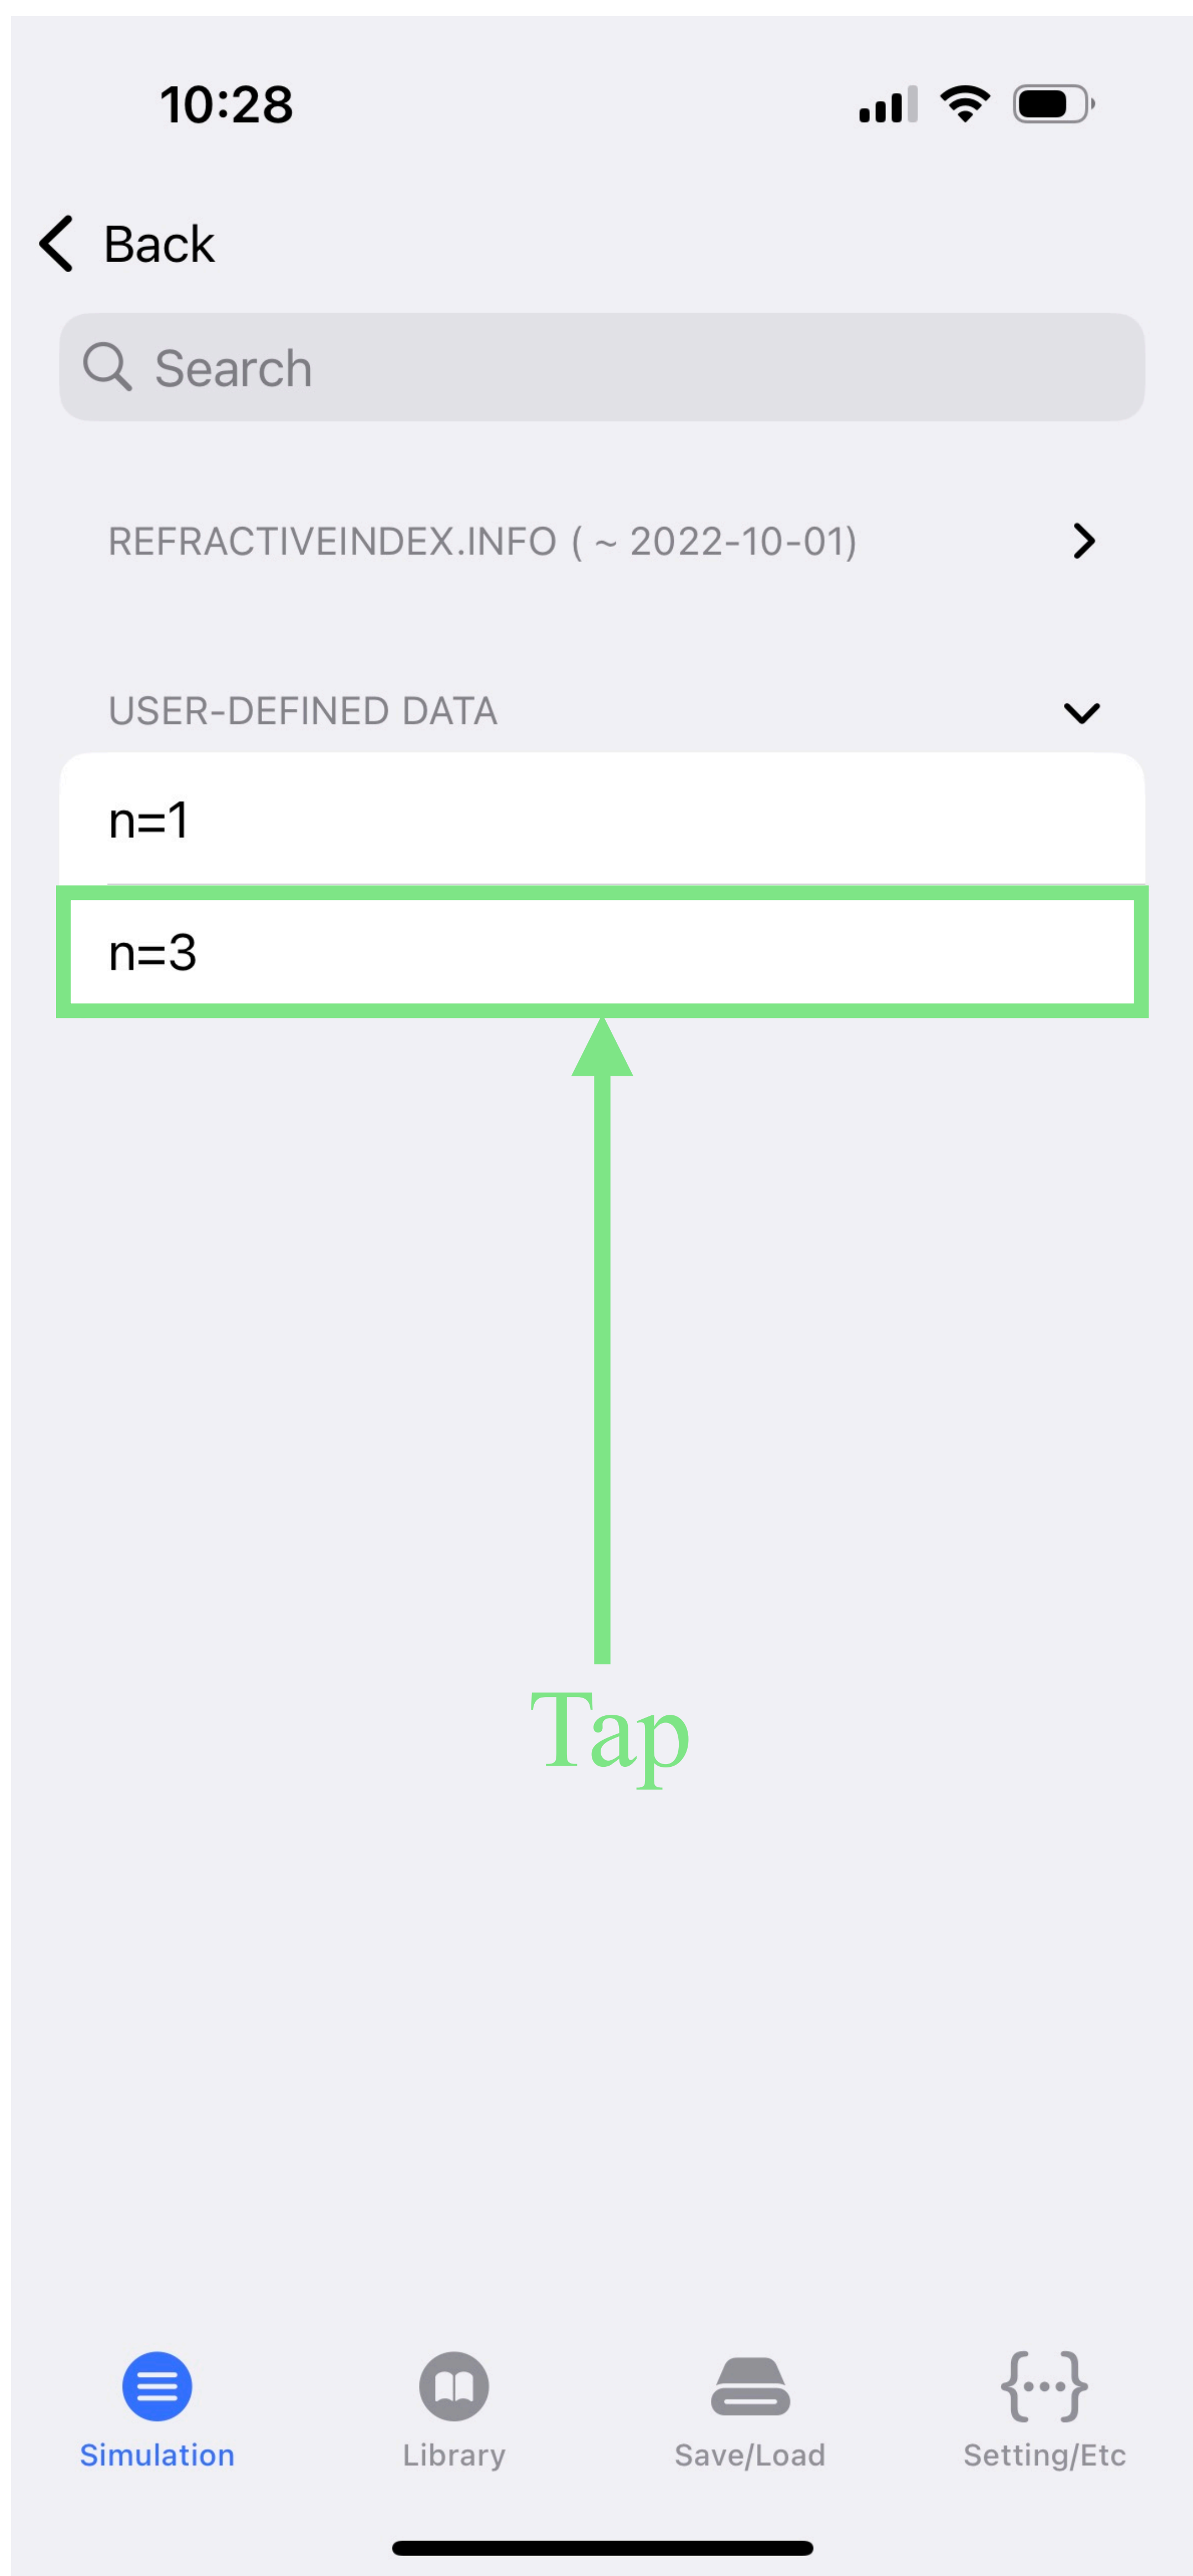 10:28
Back
Search
REFRACTIVEINDEX.INFO ( ~ 2022-10-01)
USER-DEFINED DATA
n=1
n=3
Tap
Simulation
Library
Save/Load
Setting/Etc